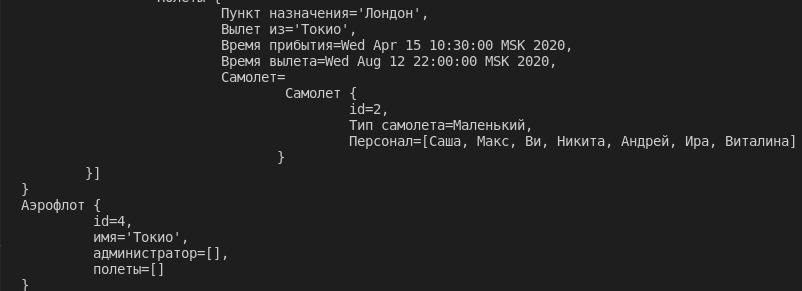 Полеты {
Пункт назначения='Лондон',
Вылет из='Токио',
Время прибытия=Wed Apr 15 10:30:00 MSK 2020,
Время вылета=Wed Aug 12 22:00:00 MSK 2020,
Самолет=
Самолет {
id=2,
Тип самолета=Маленький,
Персонал=[Саша, Макс, Ви, Никита, Андрей, Ира, Виталина]
}
}]
}
Аэрофлот {
id=4,
имя='Токио',
администратор=[],
полеты=[]
}